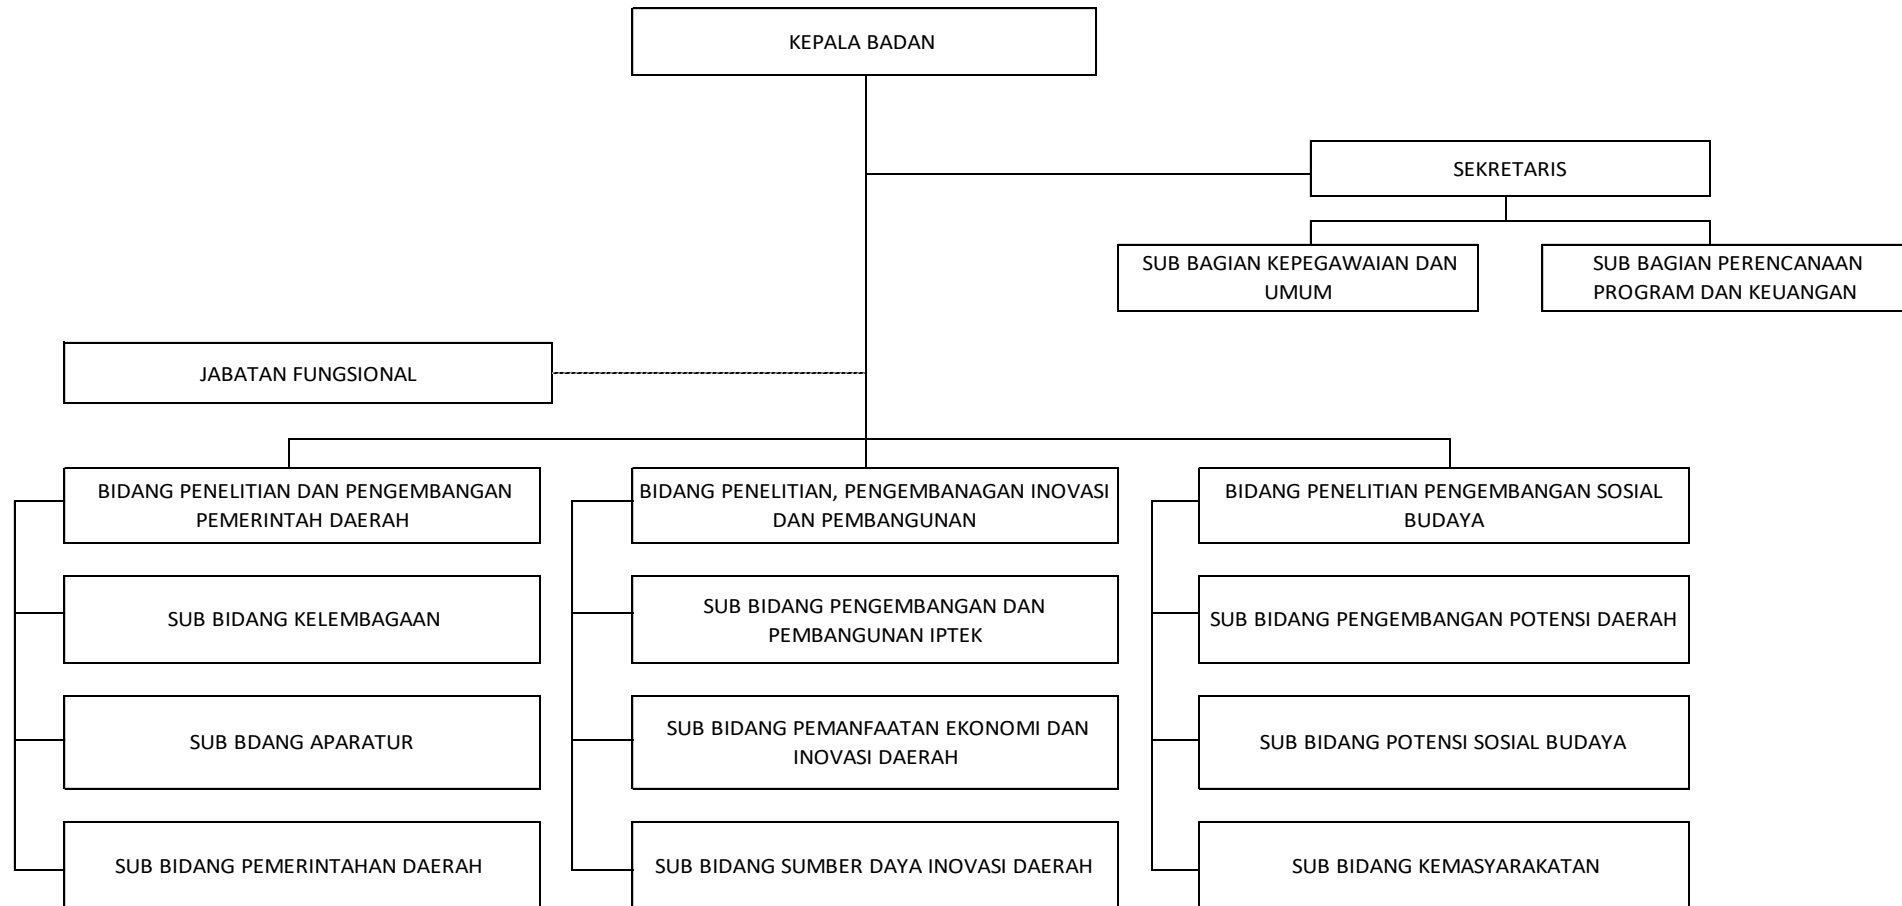 KEPALA BADAN
SEKRETARIS
SUB BAGIAN KEPEGAWAIAN DAN
UMUM
SUB BAGIAN PERENCANAAN
PROGRAM DAN KEUANGAN
JABATAN FUNGSIONAL
BIDANG PENELITIAN DAN PENGEMBANGAN
PEMERINTAH DAERAH
BIDANG PENELITIAN, PENGEMBANAGAN INOVASI
DAN PEMBANGUNAN
BIDANG PENELITIAN PENGEMBANGAN SOSIAL
BUDAYA
SUB BIDANG KELEMBAGAAN
SUB BIDANG PENGEMBANGAN DAN
PEMBANGUNAN IPTEK
SUB BIDANG PENGEMBANGAN POTENSI DAERAH
SUB BDANG APARATUR
SUB BIDANG PEMANFAATAN EKONOMI DAN
INOVASI DAERAH
SUB BIDANG POTENSI SOSIAL BUDAYA
SUB BIDANG PEMERINTAHAN DAERAH
SUB BIDANG SUMBER DAYA INOVASI DAERAH
SUB BIDANG KEMASYARAKATAN